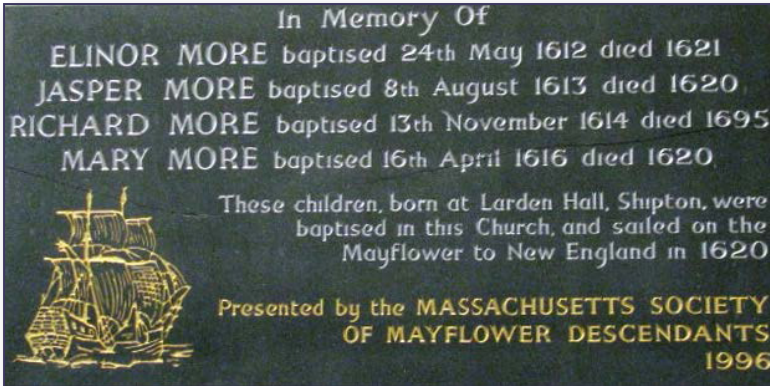 In Memory Of
ELINOR MORE baptised 24th May 1612 died 1621
JASPER MORE baptised 8th August 1613 died 1620
RICHARD MORE baptised 13th November 1614 died 1695
MARY MORE baptised 16th April 1616 died 1620
These children, born at Larden Hall, Shipton, were
baptised in this Church, and sailed on the
Mayflower to New England in 1620
Presented by the MASSACHUSETTS SOCIETY
OF MAYFLOWER DESCENDANTS
1996